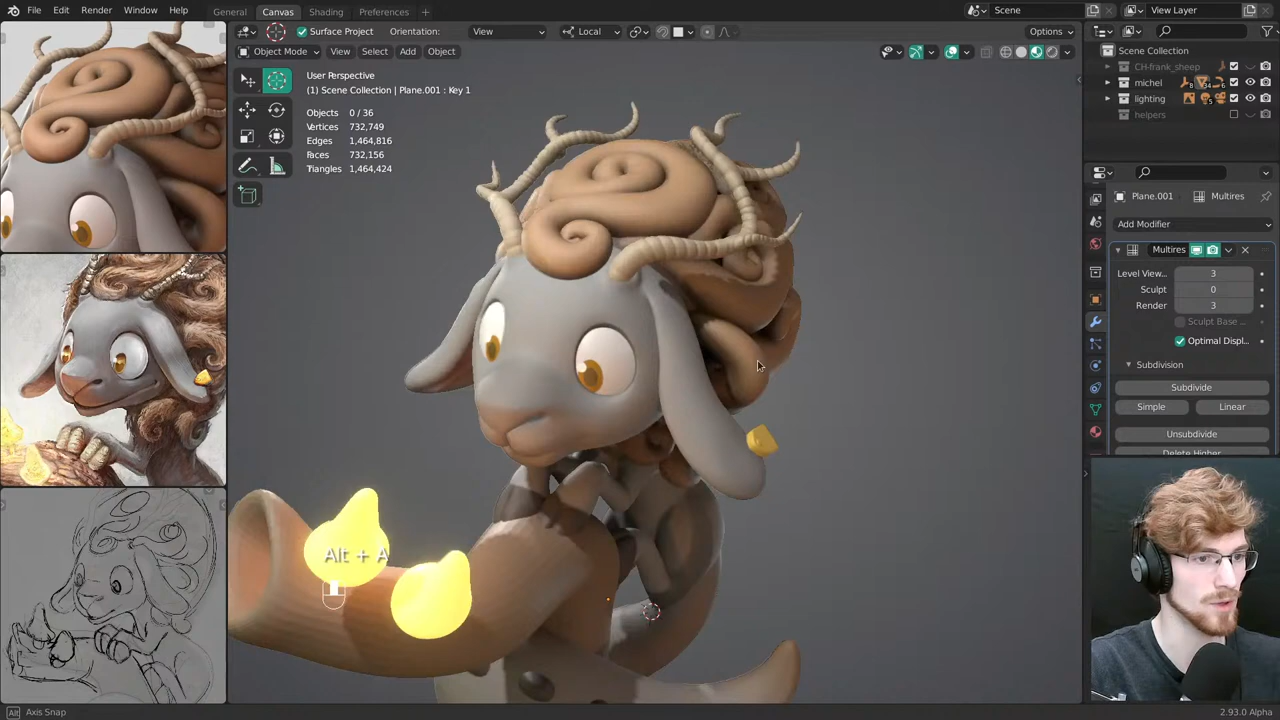 File Edit Render Window Help General Canvas Shading Preferences + Scene View Layer
Surface Project Orientation: View Local Options
Object Mode View Select Add Object
User Perspective
(1) Scene Collection | Plane.001 : Key 1
Objects 0 / 36
Vertices 732,749
Edges 1,464,816
Faces 732,156
Triangles 1,464,424
Alt + A
Scene Collection
CH-frank_sheep
michel
lighting
helpers
Plane.001 Multires
Add Modifier
Multires
Level View... 3
Sculpt 0
Render 3
Sculpt Base ...
Optimal Displ...
Subdivision
Subdivide
Simple Linear
Unsubdivide
Delete Higher
Alt Axis Snap 2.93.0 Alpha